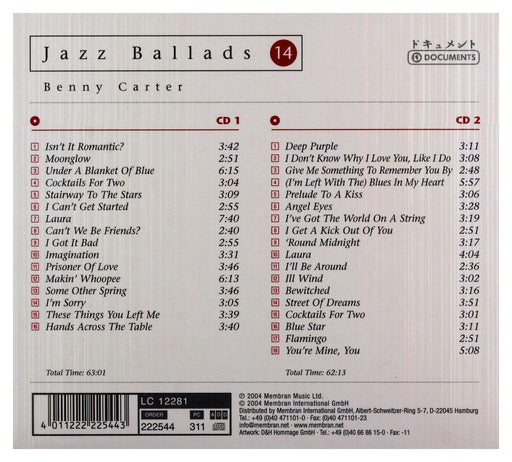 Jazz Ballads 14
ドキュメント
DOCUMENTS
Benny Carter
CD 1
1 Isn't It Romantic? 3:42
2 Moonglow 2:51
3 Under A Blanket Of Blue 6:15
4 Cocktails For Two 3:04
5 Stairway To The Stars 3:09
6 I Can't Get Started 2:55
7 Laura 7:40
8 Can't We Be Friends? 2:40
9 I Got It Bad 2:55
10 Imagination 3:31
11 Prisoner Of Love 3:46
12 Makin' Whoopee 6:13
13 Some Other Spring 3:46
14 I'm Sorry 3:05
15 These Things You Left Me 3:39
16 Hands Across The Table 3:40
Total Time: 63:01
CD 2
1 Deep Purple 3:11
2 I Don't Know Why I Love You, Like I Do 3:08
3 Give Me Something To Remember You By 2:48
4 (I'm Left With The) Blues In My Heart 5:57
5 Prelude To A Kiss 3:06
6 Angel Eyes 3:28
7 I've Got The World On A String 3:19
8 I Get A Kick Out Of You 2:51
9 'Round Midnight 3:17
10 Laura 4:04
11 I'll Be Around 2:36
12 Ill Wind 3:02
13 Bewitched 3:16
14 Street Of Dreams 3:51
15 Cocktails For Two 3:01
16 Blue Star 3:11
17 Flamingo 2:51
18 You're Mine, You 5:08
Total Time: 62:13
4 011222 225443
LC 12281
ORDER PC ADD
222544 311
℗ 2004 Membran Music Ltd.
© 2004 Membran International GmbH
Distributed by Membran International GmbH, Albert-Schweitzer-Ring 5-7, D-22045 Hamburg
Tel.: +49 (0)40 471101-0 · Fax: +49 (0)40 471101-23
info@membran.net · www.membran.net
Artwork: D&H Hommage GmbH · Tel.: +49 (0)40 66 86 15-0 · Fax: -11